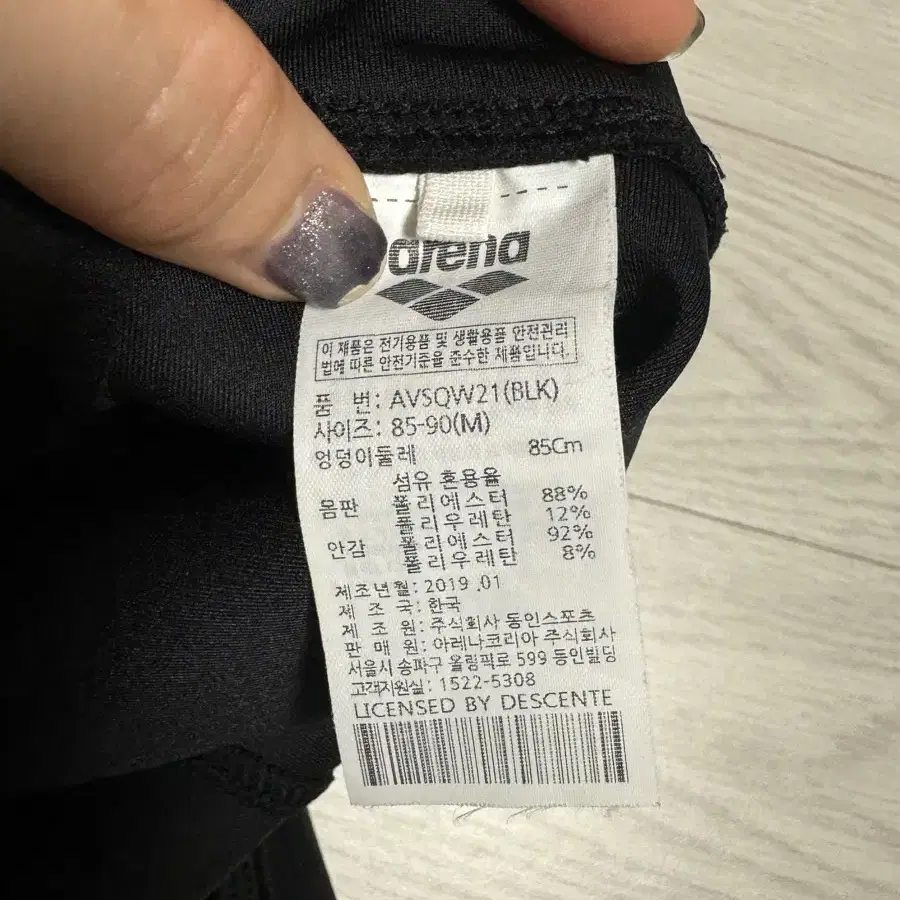 arena
이 제품은 전기용품 및 생활용품 안전관리
법에 따른 안전기준을 준수한 제품입니다.
품 번: AVSQW21(BLK)
사이즈: 85-90(M)
엉덩이둘레 85Cm
섬유 혼용율
몸판 폴리에스터 88%
폴리우레탄 12%
안감 폴리에스터 92%
폴리우레탄 8%
제조년월: 2019 .01
제 조 국: 한국
제 조 원: 주식회사 동인스포츠
판 매 원: 아레나코리아 주식회사
서울시 송파구 올림픽로 599 동인빌딩
고객지원실: 1522-5308
LICENSED BY DESCENTE